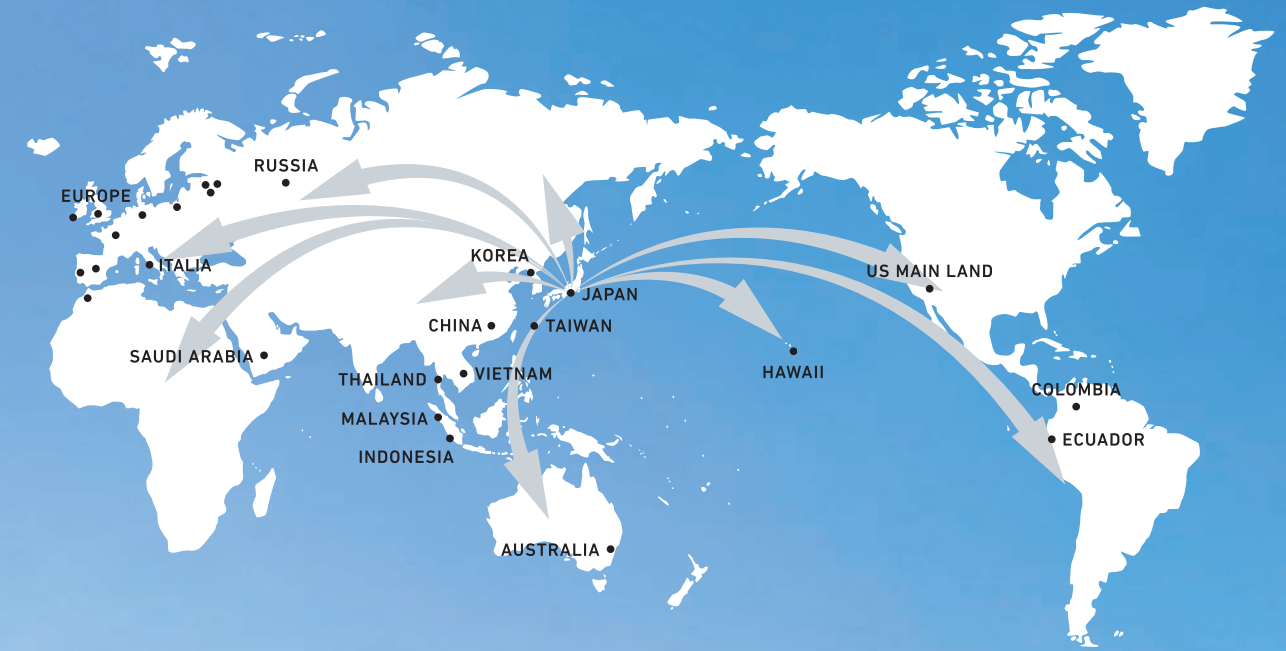 RUSSIA
EUROPE
KOREA
ITALIA
US MAIN LAND
JAPAN
CHINA
TAIWAN
SAUDI ARABIA
HAWAII
THAILAND
VIETNAM
COLOMBIA
MALAYSIA
ECUADOR
INDONESIA
AUSTRALIA